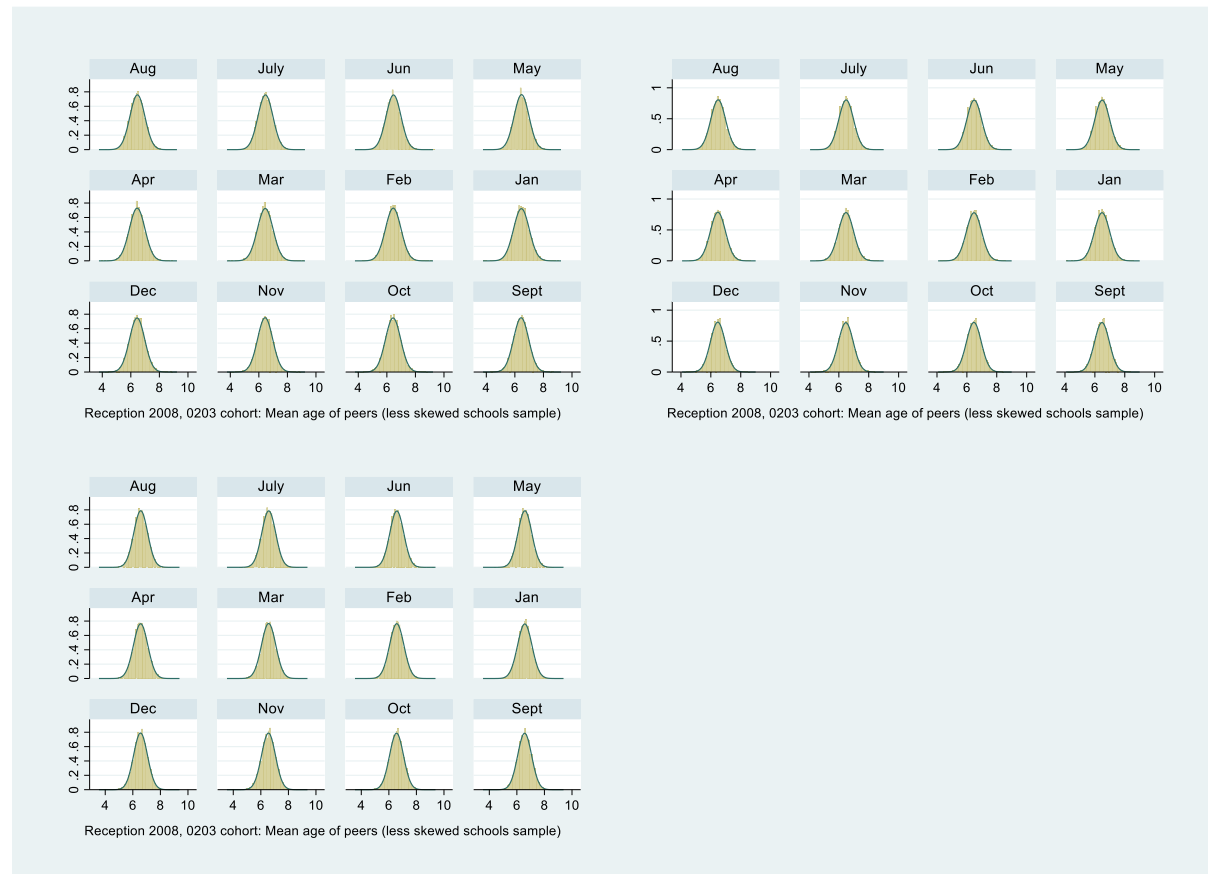 Aug July Jun May
0 .2 .4 .6 .8
Apr Mar Feb Jan
0 .2 .4 .6 .8
Dec Nov Oct Sept
0 .2 .4 .6 .8
4 6 8 10 4 6 8 10 4 6 8 10 4 6 8 10
Reception 2008, 0203 cohort: Mean age of peers (less skewed schools sample)
Aug July Jun May
0 .5 1
Apr Mar Feb Jan
0 .5 1
Dec Nov Oct Sept
0 .5 1
4 6 8 10 4 6 8 10 4 6 8 10 4 6 8 10
Reception 2008, 0203 cohort: Mean age of peers (less skewed schools sample)
Aug July Jun May
0 .2 .4 .6 .8
Apr Mar Feb Jan
0 .2 .4 .6 .8
Dec Nov Oct Sept
0 .2 .4 .6 .8
4 6 8 10 4 6 8 10 4 6 8 10 4 6 8 10
Reception 2008, 0203 cohort: Mean age of peers (less skewed schools sample)